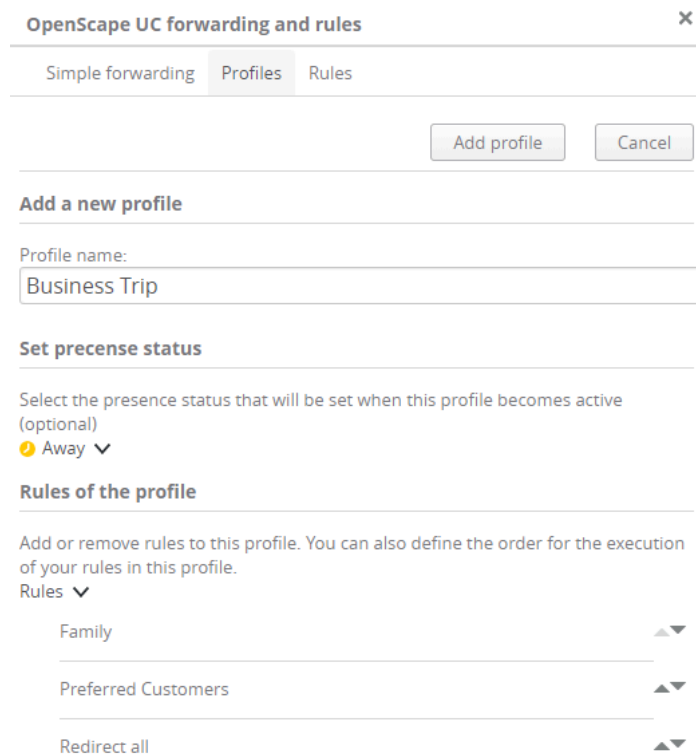 OpenScape UC forwarding and rules
Simple forwarding Profiles Rules
Add profile Cancel
Add a new profile
Profile name:
Business Trip
Set precense status
Select the presence status that will be set when this profile becomes active
(optional)
Away
Rules of the profile
Add or remove rules to this profile. You can also define the order for the execution
of your rules in this profile.
Rules
Family
Preferred Customers
Redirect all